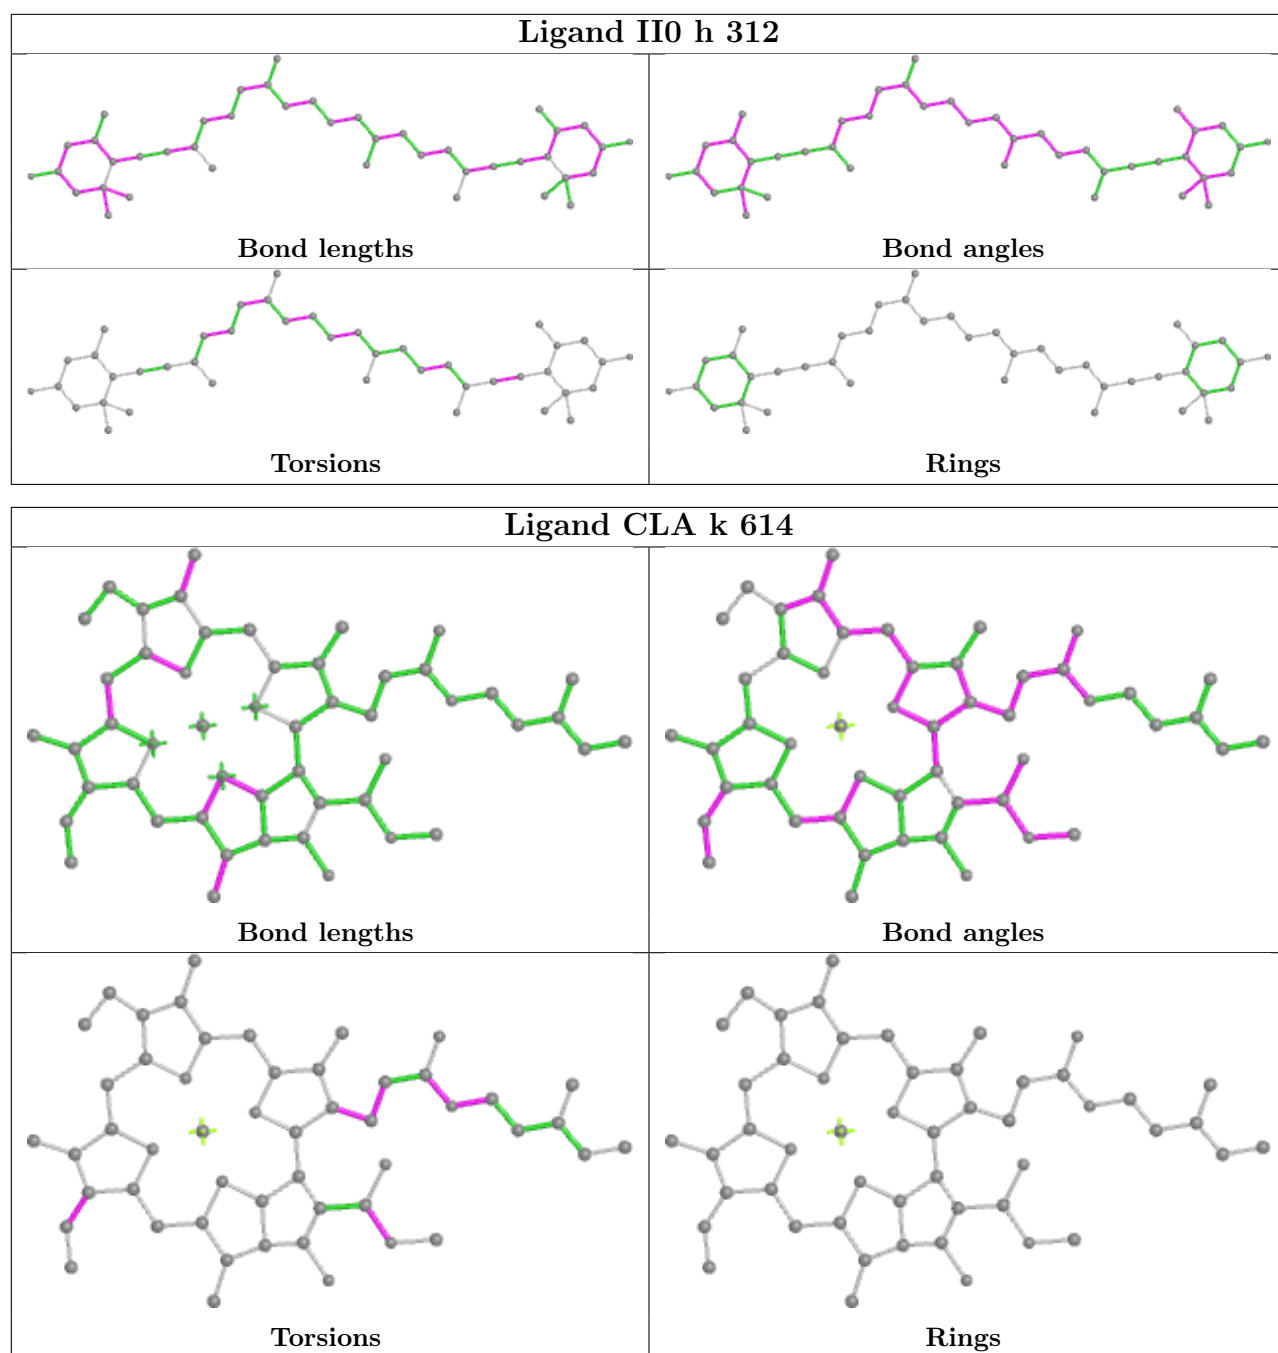 Ligand II0 h 312
Bond lengths
Bond angles
Torsions
Rings
Ligand CLA k 614
Bond lengths
Bond angles
Torsions
Rings